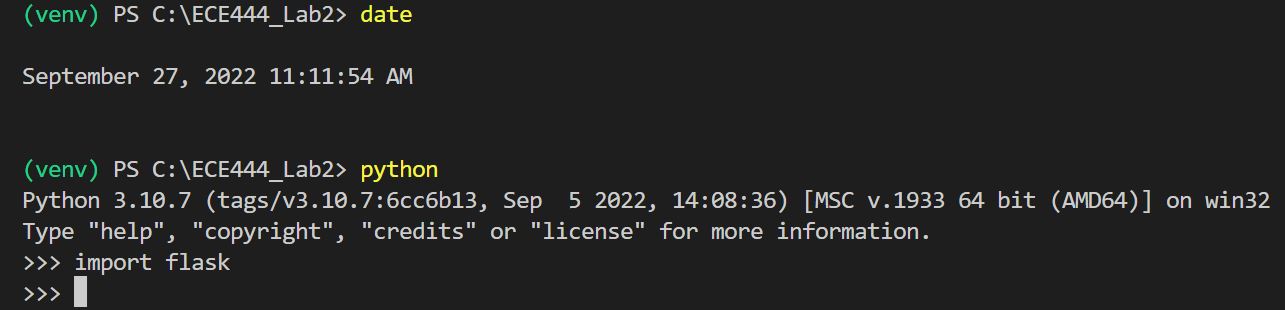 (venv) PS C:\ECE444_Lab2> date
September 27, 2022 11:11:54 AM
(venv) PS C:\ECE444_Lab2> python
Python 3.10.7 (tags/v3.10.7:6cc6b13, Sep  5 2022, 14:08:36) [MSC v.1933 64 bit (AMD64)] on win32
Type "help", "copyright", "credits" or "license" for more information.
>>> import flask
>>>